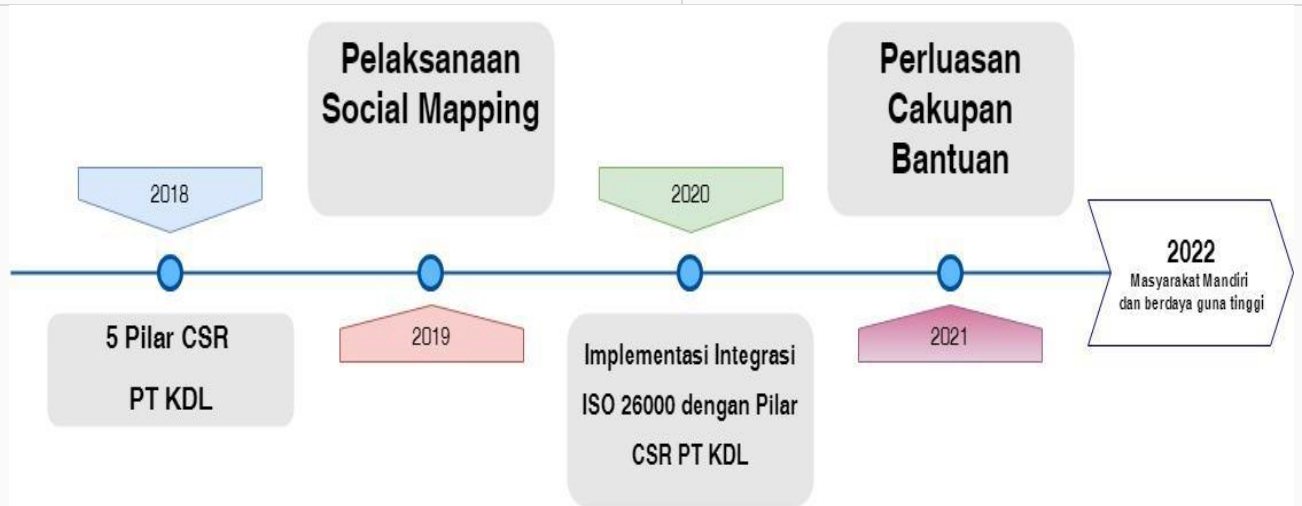 Pelaksanaan
Social Mapping
Perluasan
Cakupan
Bantuan
2018
2020
2022
Masyarakat Mandiri
dan berdaya guna tinggi
5 Pilar CSR
PT KDL
2019
Implementasi Integrasi
ISO 26000 dengan Pilar
CSR PT KDL
2021